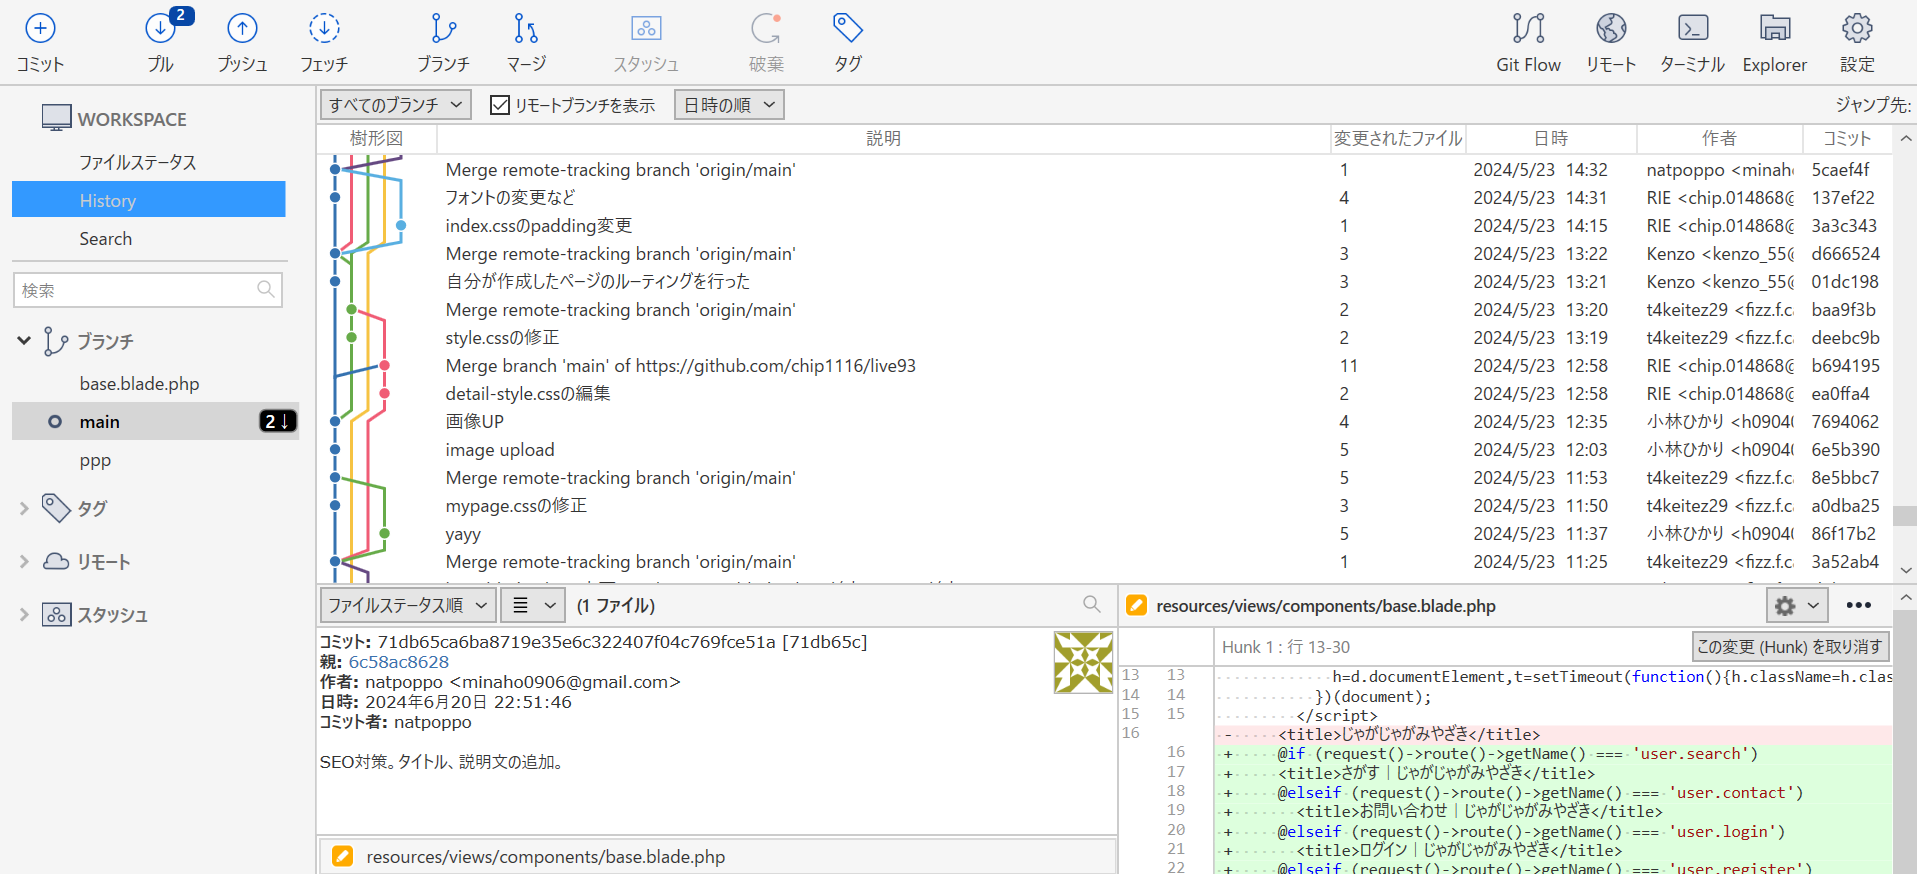 コミット
2
プル
プッシュ
フェッチ
ブランチ
マージ
スタッシュ
破棄
タグ
Git Flow
リモート
ターミナル
Explorer
設定
WORKSPACE
ファイルステータス
History
Search
検索
ブランチ
base.blade.php
main 2↓
ppp
タグ
リモート
スタッシュ
すべてのブランチ リモートブランチを表示 日時の順 ジャンプ先:
樹形図 説明 変更されたファイル 日時 作者 コミット
Merge remote-tracking branch 'origin/main' 1 2024/5/23 14:32 natpoppo <minaho 5caef4f
フォントの変更など 4 2024/5/23 14:31 RIE <chip.014868@ 137ef22
index.cssのpadding変更 1 2024/5/23 14:15 RIE <chip.014868@ 3a3c343
Merge remote-tracking branch 'origin/main' 3 2024/5/23 13:22 Kenzo <kenzo_55@ d666524
自分が作成したページのルーティングを行った 3 2024/5/23 13:21 Kenzo <kenzo_55@ 01dc198
Merge remote-tracking branch 'origin/main' 2 2024/5/23 13:20 t4keitez29 <fizz.f.ca baa9f3b
style.cssの修正 2 2024/5/23 13:19 t4keitez29 <fizz.f.ca deebc9b
Merge branch 'main' of https://github.com/chip1116/live93 11 2024/5/23 12:58 RIE <chip.014868@ b694195
detail-style.cssの編集 2 2024/5/23 12:58 RIE <chip.014868@ ea0ffa4
画像UP 4 2024/5/23 12:35 小林ひかり <h0904( 7694062
image upload 5 2024/5/23 12:03 小林ひかり <h0904( 6e5b390
Merge remote-tracking branch 'origin/main' 5 2024/5/23 11:53 t4keitez29 <fizz.f.ca 8e5bbc7
mypage.cssの修正 3 2024/5/23 11:50 t4keitez29 <fizz.f.ca a0dba25
yayy 5 2024/5/23 11:37 小林ひかり <h0904( 86f17b2
Merge remote-tracking branch 'origin/main' 1 2024/5/23 11:25 t4keitez29 <fizz.f.ca 3a52ab4
ファイルステータス順 (1 ファイル)
コミット: 71db65ca6ba8719e35e6c322407f04c769fce51a [71db65c]
親: 6c58ac8628
作者: natpoppo <minaho0906@gmail.com>
日時: 2024年6月20日 22:51:46
コミット者: natpoppo
SEO対策。タイトル、説明文の追加。
resources/views/components/base.blade.php
resources/views/components/base.blade.php
Hunk 1 : 行 13-30 この変更 (Hunk) を取り消す
13 13 h=d.documentElement,t=setTimeout(function(){h.className=h.clas
14 14 })(document);
15 15 </script>
16 - <title>じゃがじゃがみやざき</title>
16 + @if (request()->route()->getName() === 'user.search')
17 + <title>さがす｜じゃがじゃがみやざき</title>
18 + @elseif (request()->route()->getName() === 'user.contact')
19 + <title>お問い合わせ｜じゃがじゃがみやざき</title>
20 + @elseif (request()->route()->getName() === 'user.login')
21 + <title>ログイン｜じゃがじゃがみやざき</title>
22 + @elseif (request()->route()->getName() === 'user.register')